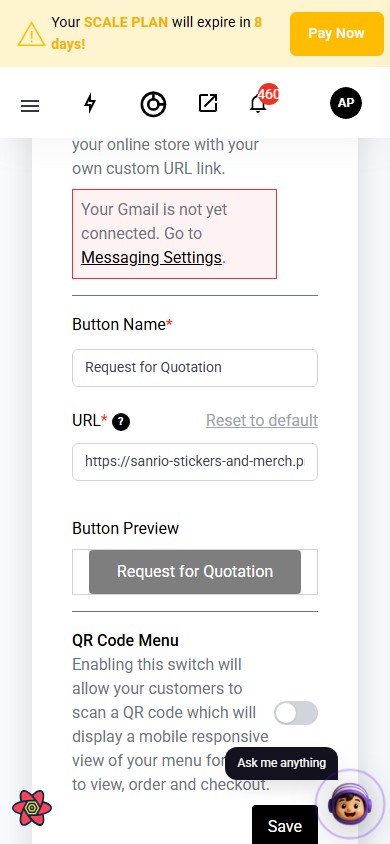 Your SCALE PLAN will expire in 8
days!
Pay Now
460
AP
your online store with your
own custom URL link.
Your Gmail is not yet
connected. Go to
Messaging Settings.
Button Name*
Request for Quotation
URL* ?
Reset to default
https://sanrio-stickers-and-merch.p
Button Preview
Request for Quotation
QR Code Menu
Enabling this switch will
allow your customers to
scan a QR code which will
display a mobile responsive
view of your menu for
to view, order and checkout.
Ask me anything
Save